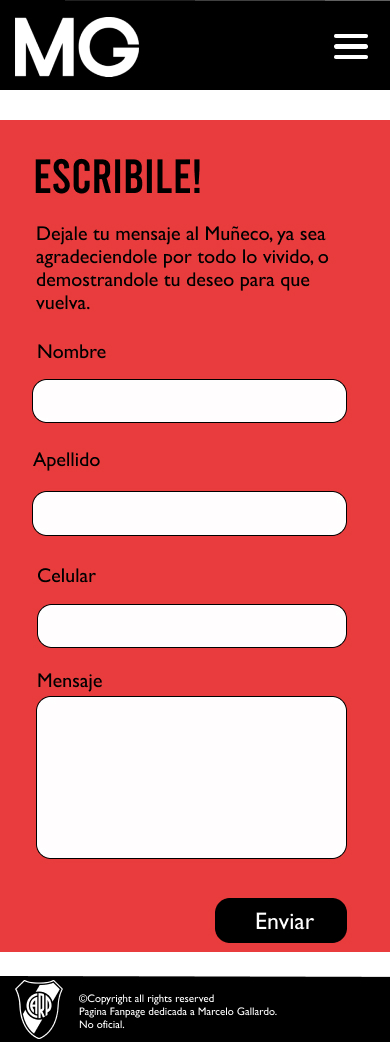 MG
ESCRIBILE!
Dejale tu mensaje al Muñeco, ya sea
agradeciendole por todo lo vivido, o
demostrandole tu deseo para que
vuelva.
Nombre
Apellido
Celular
Mensaje
Enviar
CARP
©Copyright all rights reserved
Pagina Fanpage dedicada a Marcelo Gallardo.
No oficial.